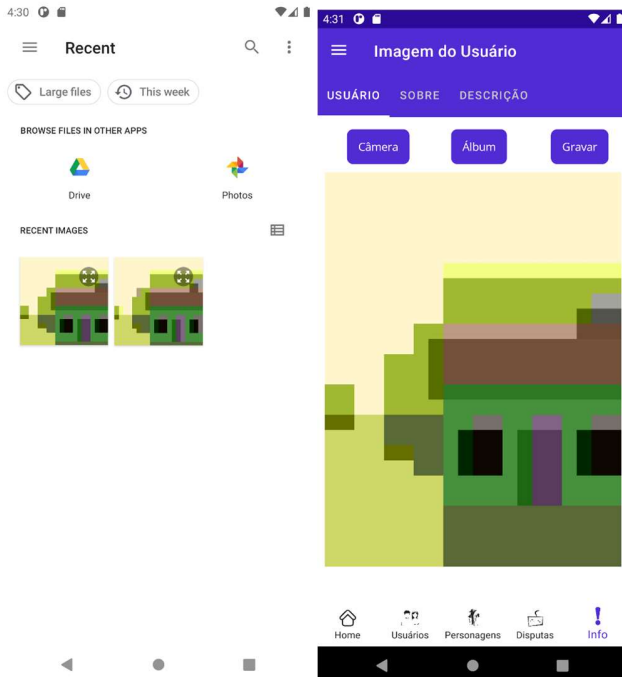 4:30
Recent
Large files
This week
BROWSE FILES IN OTHER APPS
Drive
Photos
RECENT IMAGES
4:31
Imagem do Usuário
USUÁRIO
SOBRE
DESCRIÇÃO
Câmera
Álbum
Gravar
Home
Usuários
Personagens
Disputas
Info